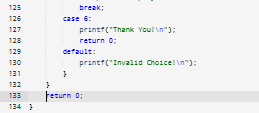 125 break;
126 case 6:
127 printf("Thank You!\n");
128 return 0;
129 default:
130 printf("Invalid Choice!\n");
131 }
132 }
133 return 0;
134 }